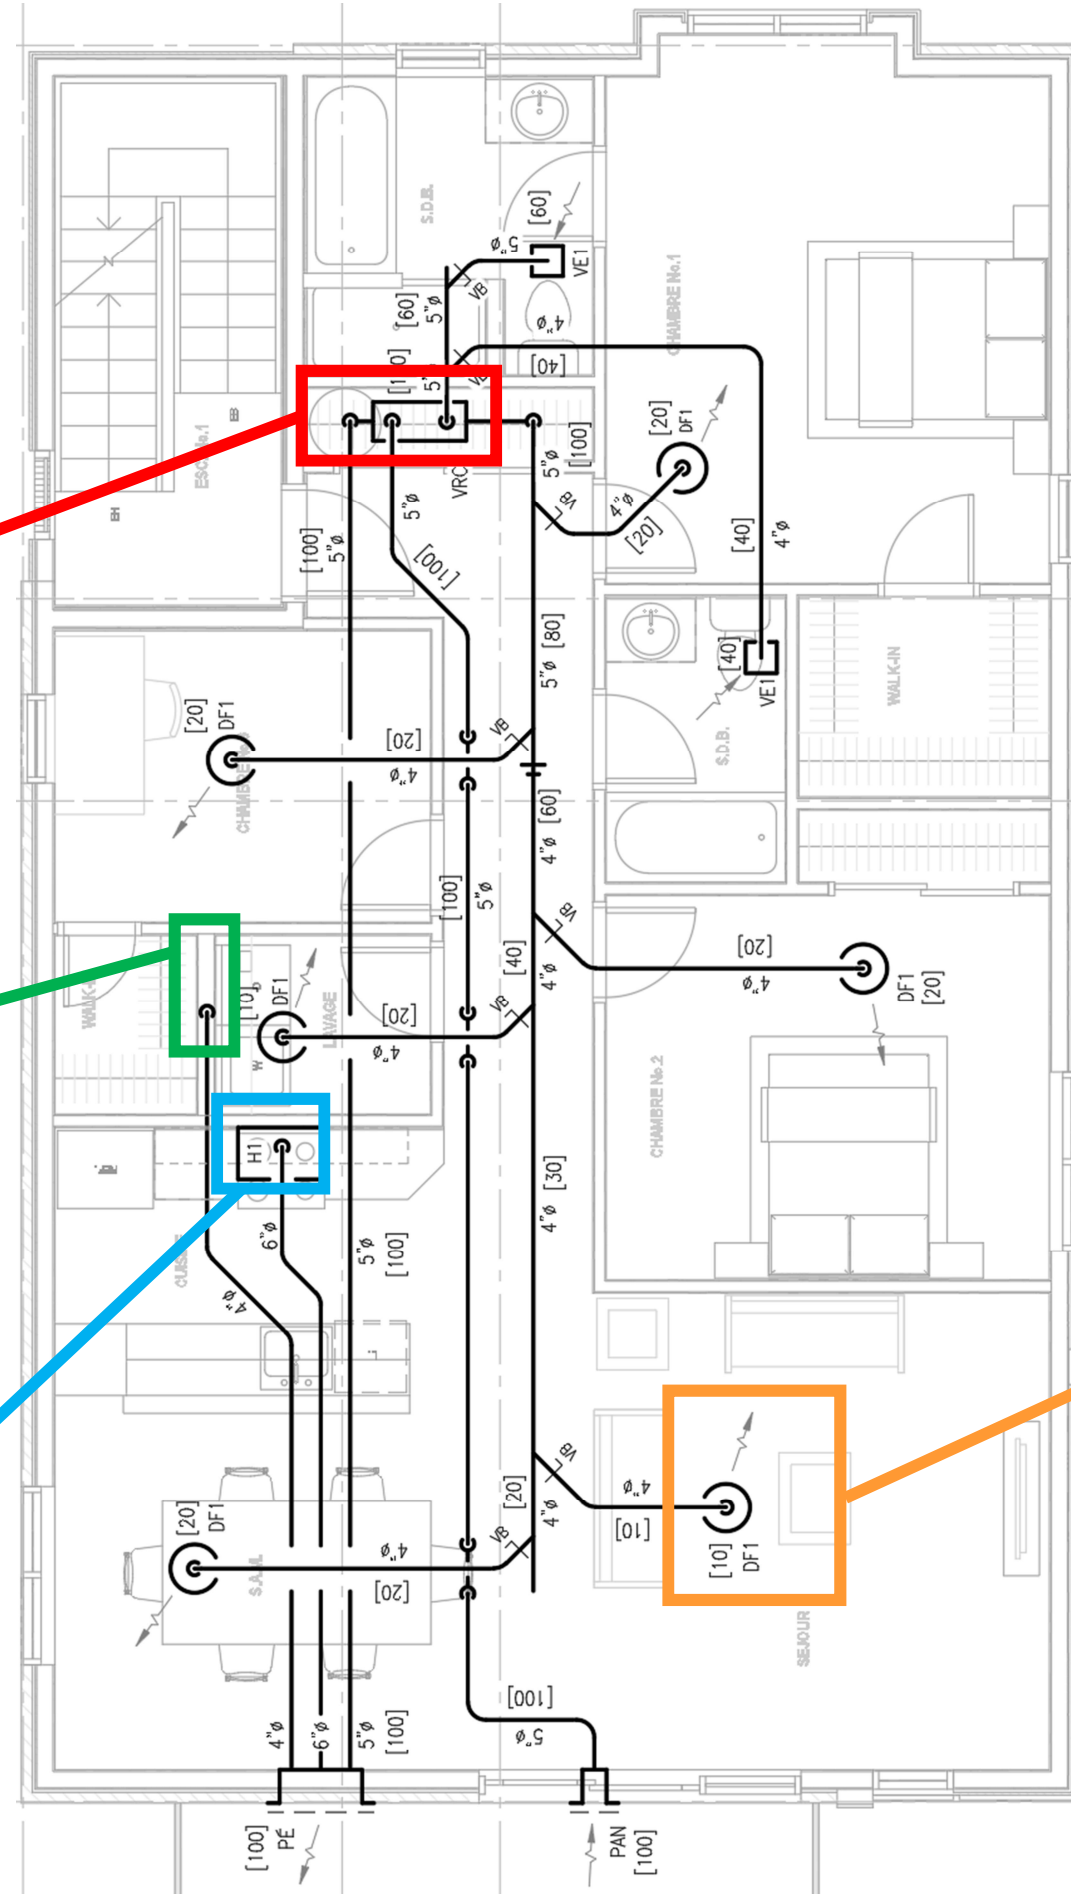 S.D.B.
[60]
5"ø
VE1
VB
[60]
5"ø
4"ø
[40]
CHAMBRE No.1
VB
5"ø
[20]
DF1
[100]
5"ø
VB
4"ø
[20]
ESC. No.1
EH
VRC
5"ø
[100]
[100]
5"ø
[40]
4"ø
[80]
5"ø
[40]
VE1
S.D.B.
WALK-IN
[20]
DF1
[20]
4"ø
VB
[60]
4"ø
[100]
5"ø
VB
[20]
4"ø
DF1
[20]
[40]
4"ø
[10]
DF1
LAVAGE
W
[20]
4"ø
VB
CHAMBRE No.2
H1
[30]
4"ø
6"ø
5"ø
[100]
4"ø
VB
4"ø
[10]
[10]
DF1
[20]
4"ø
[20]
DF1
S.A.M.
4"ø
[20]
VB
SEJOUR
[100]
5"ø
4"ø
6"ø
5"ø
[100]
[100]
PÉ
PAN
[100]